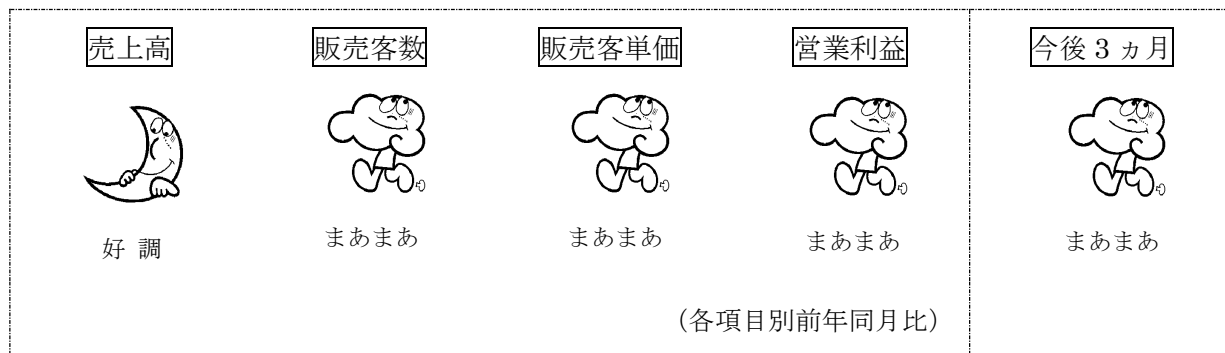 売上高 販売客数 販売客単価 営業利益 今後3ヵ月
好調 まあまあ まあまあ まあまあ まあまあ
(各項目別前年同月比)